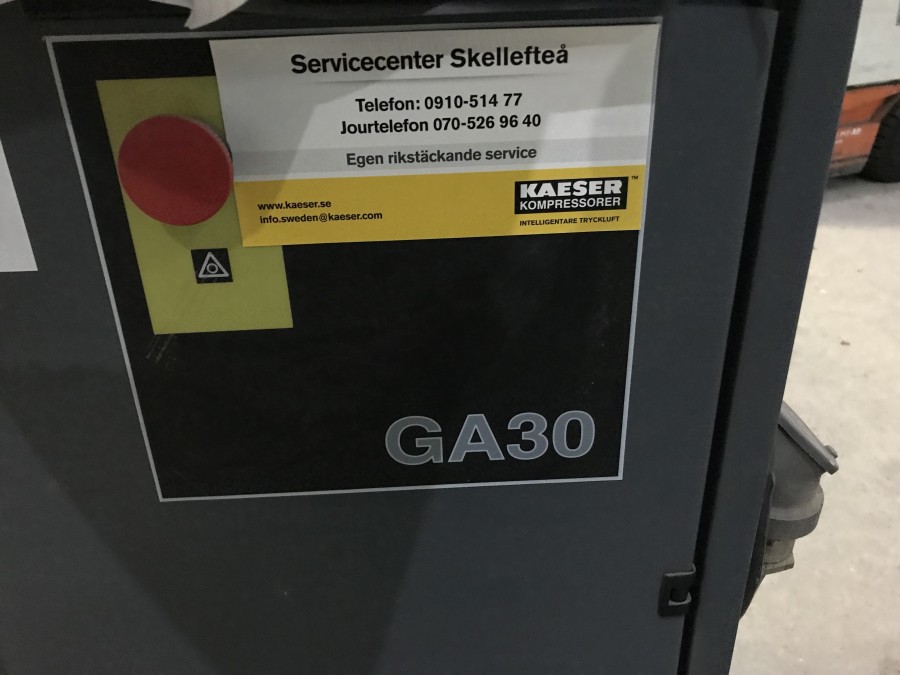 Servicecenter Skellefteå
Telefon: 0910-514 77
Jourtelefon 070-526 96 40
Egen rikstäckande service
www.kaeser.se
info.sweden@kaeser.com
KAESER™
KOMPRESSORER
INTELLIGENTARE TRYCKLUFT
GA30